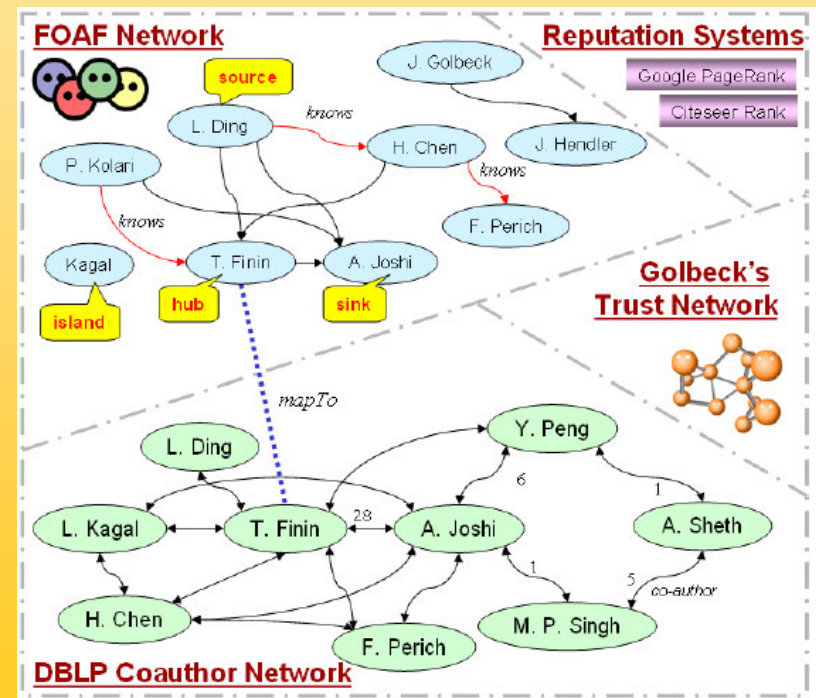 FOAF Network
Reputation Systems
source
J. Golbeck
Google PageRank
Citeseer Rank
L. Ding
knows
H. Chen
J. Hendler
P. Kolari
knows
knows
F. Perich
Kagal
T. Finin
A. Joshi
island
hub
sink
Golbeck's
Trust Network
mapTo
Y. Peng
L. Ding
6
1
L. Kagal
T. Finin
28
A. Joshi
A. Sheth
1
5
co-author
H. Chen
F. Perich
M. P. Singh
DBLP Coauthor Network